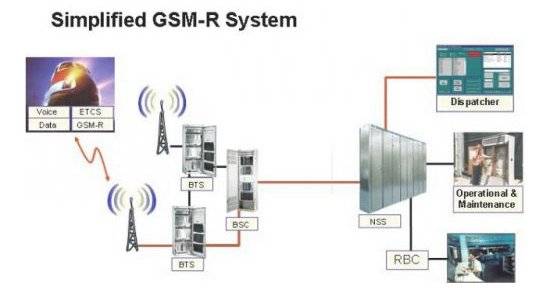 Simplified GSM-R System
Voice ETCS
Data GSM-R
Dispatcher
BTS
Operational &
Maintenance
BSC
NSS
BTS
RBC